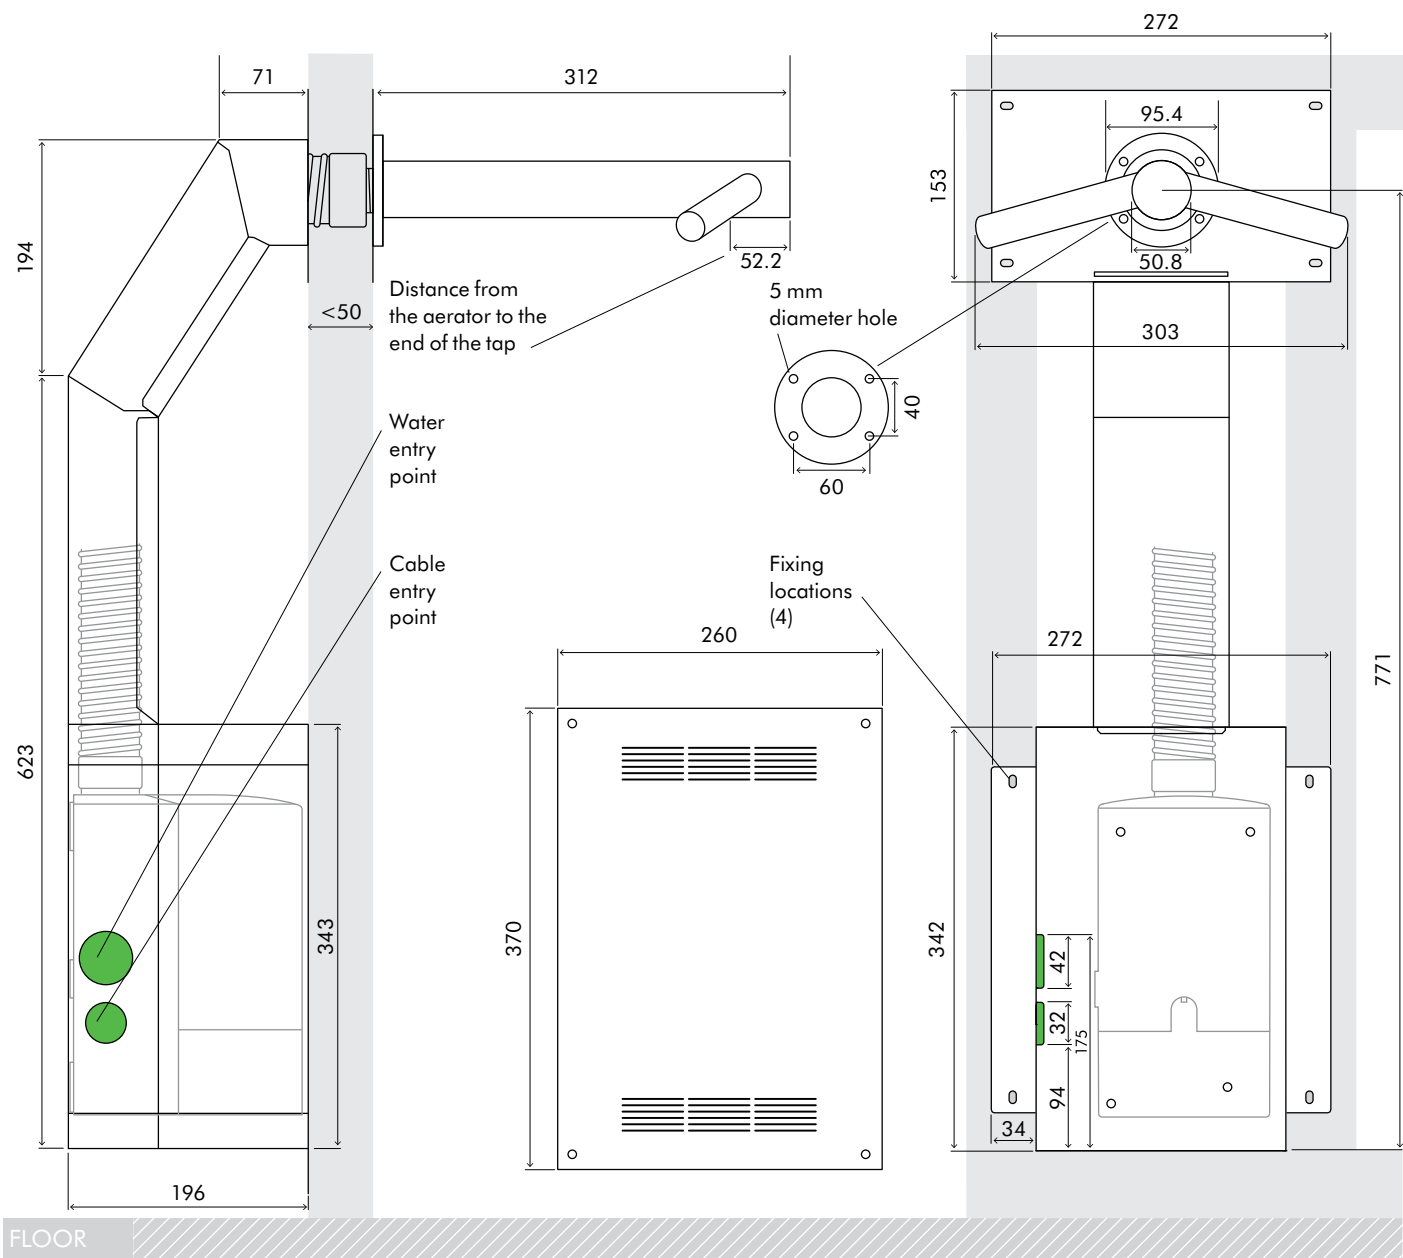 272
71
312
95.4
153
194
52.2
50.8
Distance from
the aerator to the
end of the tap
<50
5 mm
diameter hole
303
40
60
Water
entry
point
Cable
entry
point
Fixing
locations
(4)
260
272
771
623
370
343
342
42
32
175
94
34
196
FLOOR